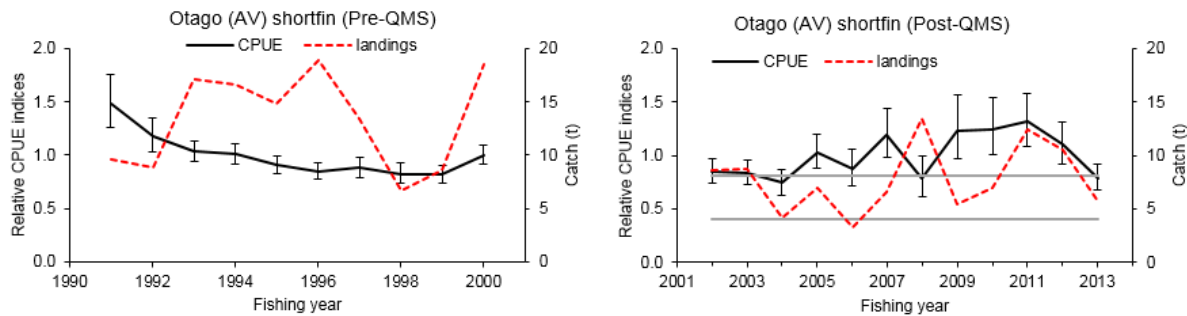 Otago (AV) shortfin (Pre-QMS)
CPUE landings
2.0
1.5
1.0
0.5
0.0
Relative CPUE indices
20
15
10
5
0
Catch (t)
1990 1992 1994 1996 1998 2000
Fishing year
Otago (AV) shortfin (Post-QMS)
CPUE landings
2.0
1.5
1.0
0.5
0.0
Relative CPUE indices
20
15
10
5
0
Catch (t)
2001 2003 2005 2007 2009 2011 2013
Fishing year